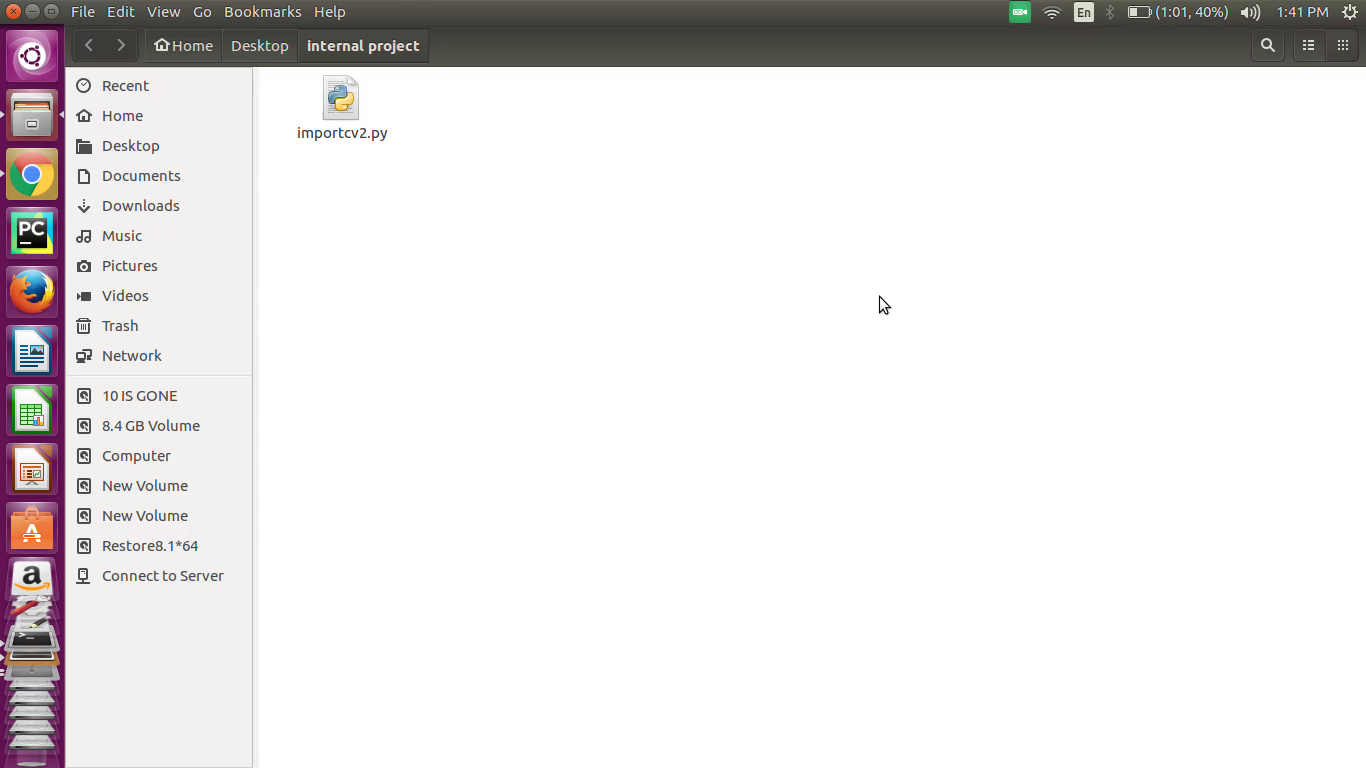 File Edit View Go Bookmarks Help
En (1:01, 40%) 1:41 PM
Home Desktop internal project
Recent
Home
Desktop
Documents
Downloads
Music
Pictures
Videos
Trash
Network
10 IS GONE
8.4 GB Volume
Computer
New Volume
New Volume
Restore8.1*64
Connect to Server
importcv2.py
PC
A
a